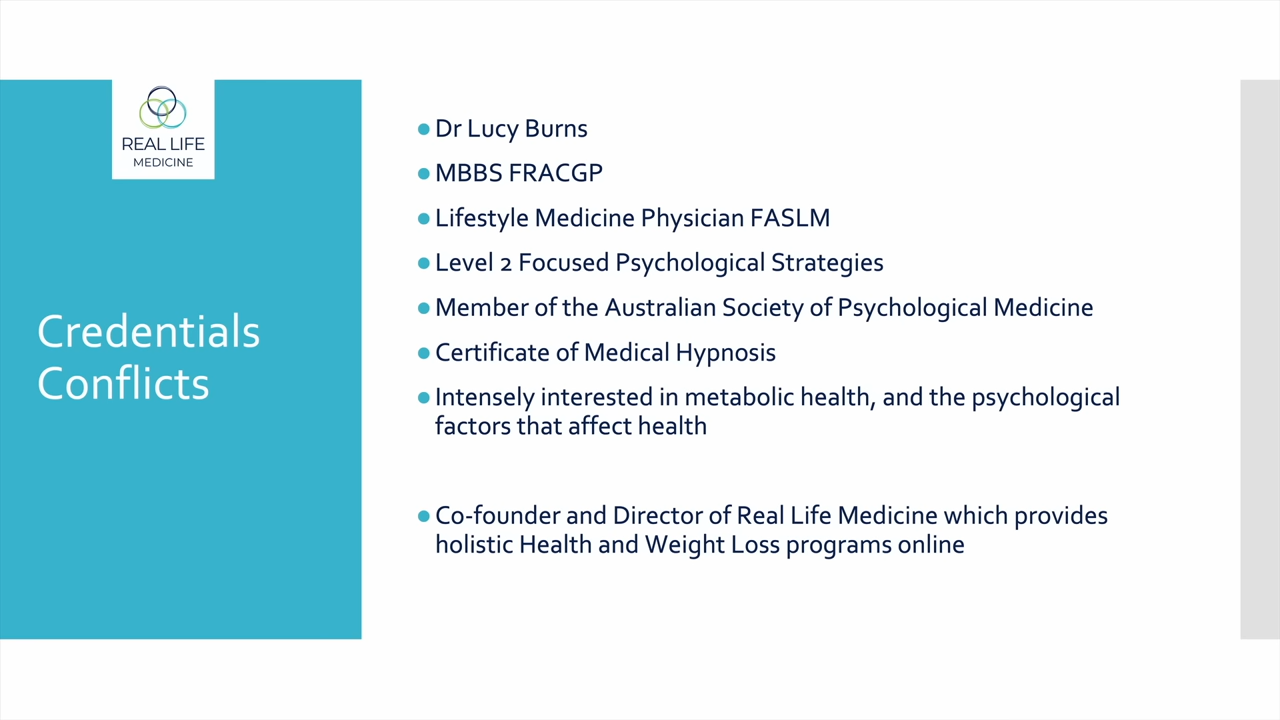 REAL LIFE
MEDICINE
Credentials
Conflicts
Dr Lucy Burns
MBBS FRACGP
Lifestyle Medicine Physician FASLM
Level 2 Focused Psychological Strategies
Member of the Australian Society of Psychological Medicine
Certificate of Medical Hypnosis
Intensely interested in metabolic health, and the psychological
factors that affect health
Co-founder and Director of Real Life Medicine which provides
holistic Health and Weight Loss programs online